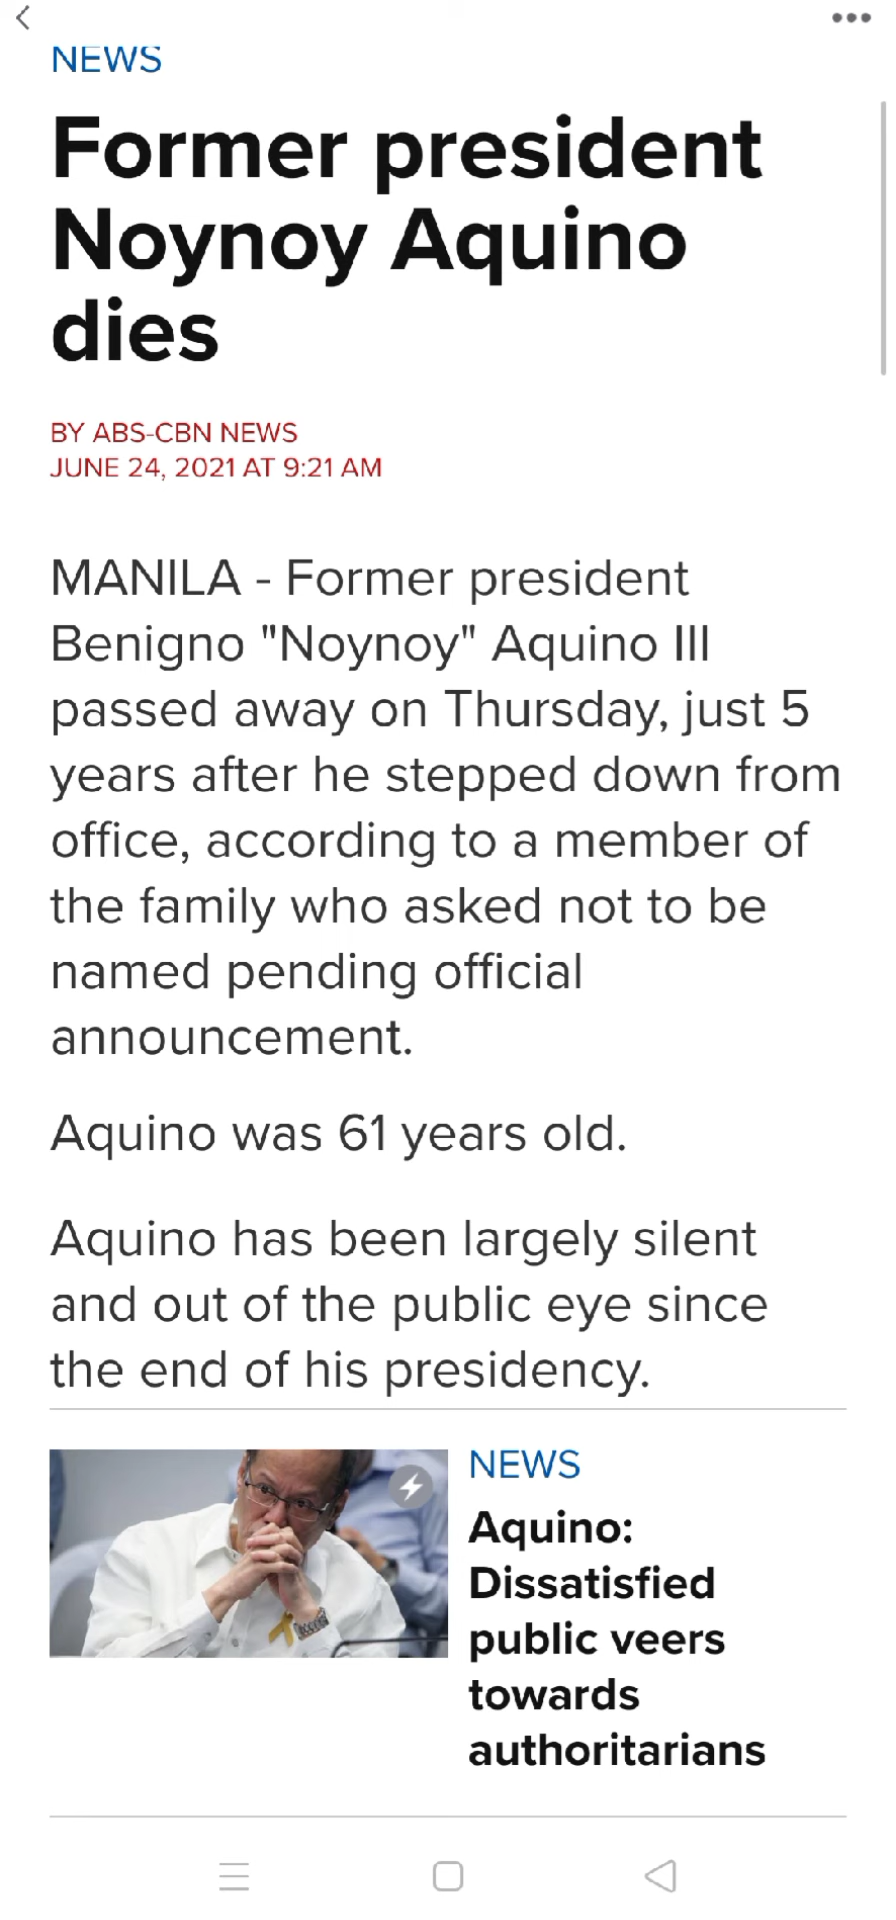 NEWS
Former president
Noynoy Aquino
dies
BY ABS-CBN NEWS
JUNE 24, 2021 AT 9:21 AM
MANILA - Former president
Benigno "Noynoy" Aquino III
passed away on Thursday, just 5
years after he stepped down from
office, according to a member of
the family who asked not to be
named pending official
announcement.
Aquino was 61 years old.
Aquino has been largely silent
and out of the public eye since
the end of his presidency.
NEWS
Aquino:
Dissatisfied
public veers
towards
authoritarians